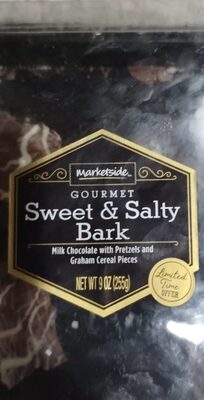 marketside™
GOURMET
Sweet & Salty
Bark
Milk Chocolate with Pretzels and
Graham Cereal Pieces
NET WT 9 OZ (255g)
Limited
Time
OFFER